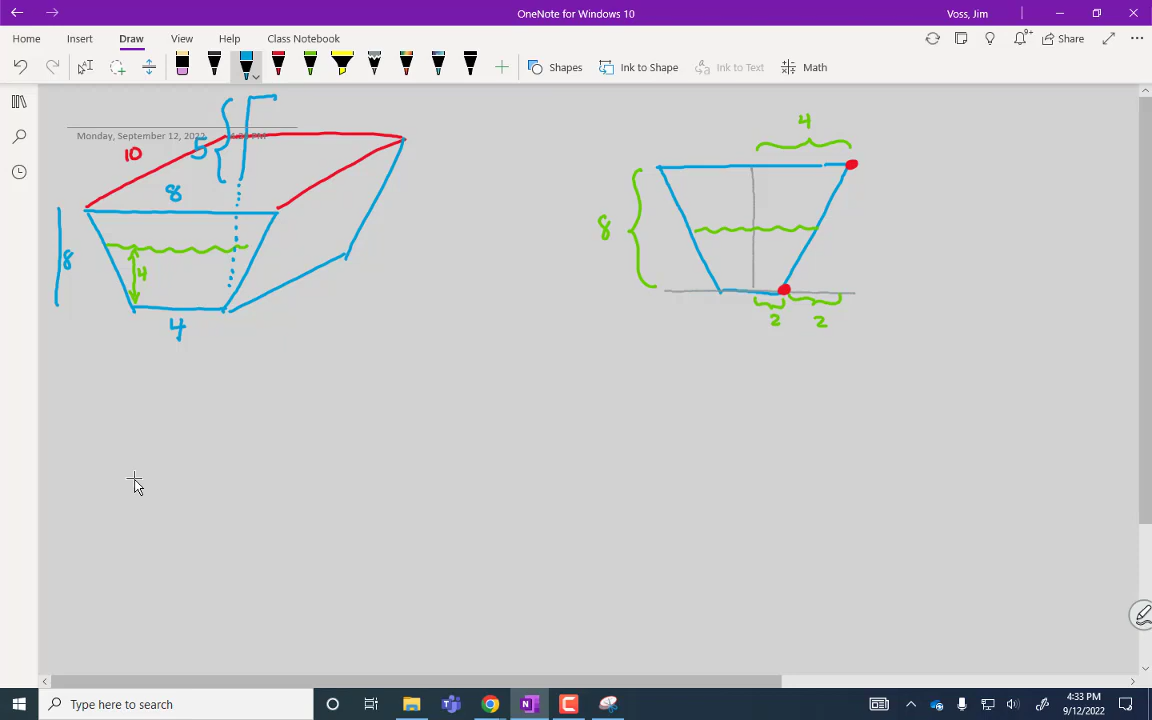 OneNote for Windows 10
Voss, Jim
Home Insert Draw View Help Class Notebook
Share
Shapes Ink to Shape Ink to Text Math
Monday, September 12, 2022
5
10
8
8
4
4
4
8
2 2
Type here to search
4:33 PM
9/12/2022